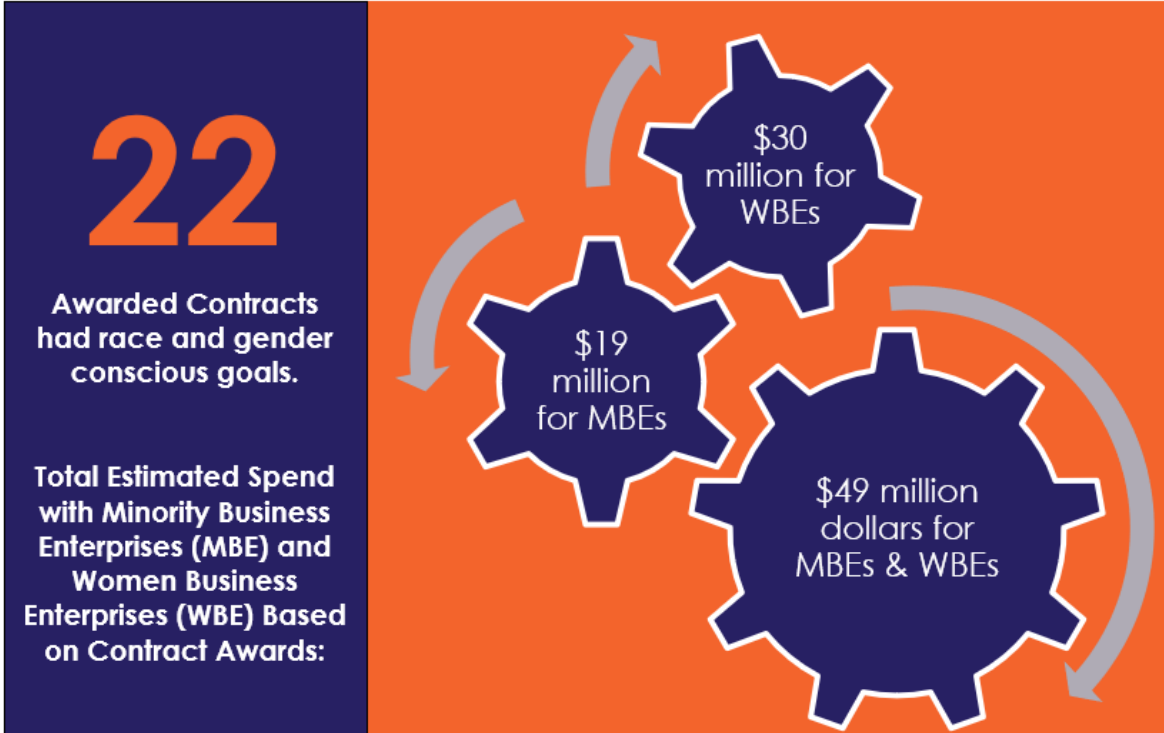 22
Awarded Contracts
had race and gender
conscious goals.
Total Estimated Spend
with Minority Business
Enterprises (MBE) and
Women Business
Enterprises (WBE) Based
on Contract Awards:
$30
million for
WBEs
$19
million
for MBEs
$49 million
dollars for
MBEs & WBEs